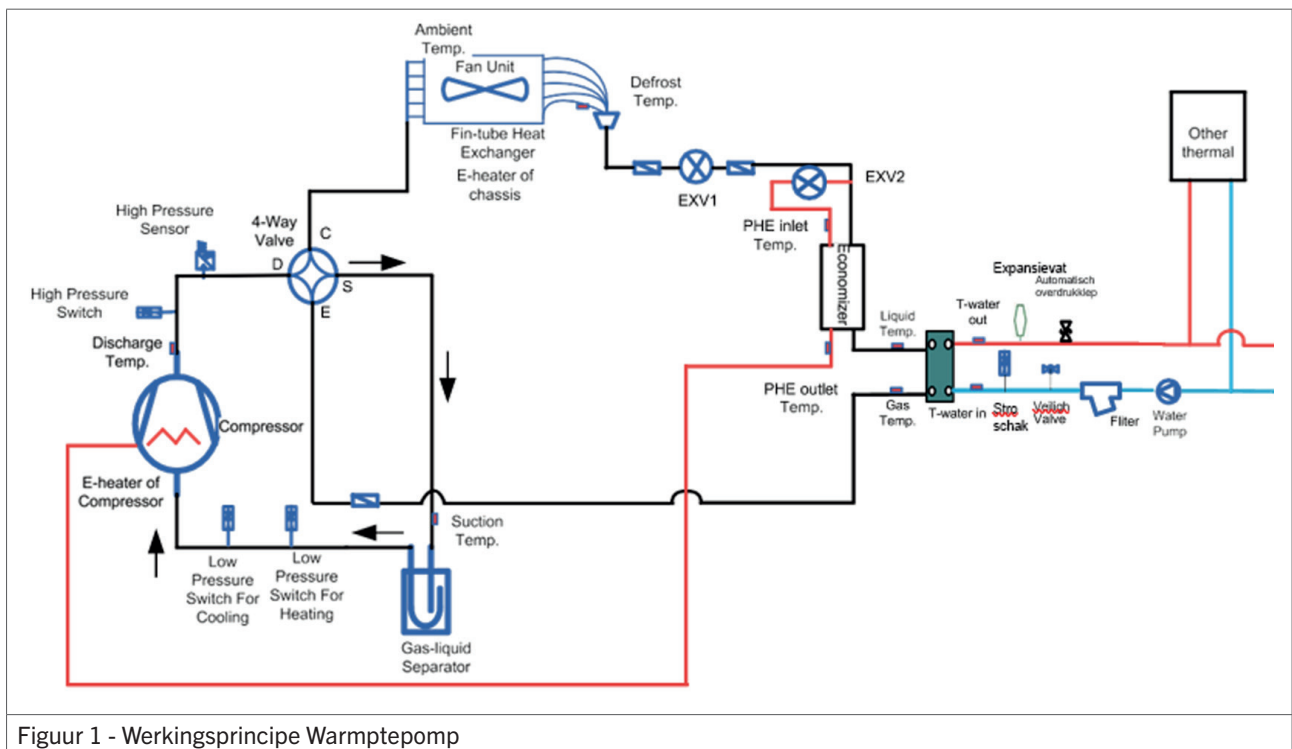 Ambient
Temp.
Fan Unit
Defrost
Temp.
Fin-tube Heat
Exchanger
E-heater of
chassis
EXV1
EXV2
Other
thermal
High Pressure
Sensor
4-Way
Valve
C
D
S
E
PHE inlet
Temp.
Economizer
High Pressure
Switch
Discharge
Temp.
Expansievat
Automatisch
overdrukklep
T-water
out
Liquid
Temp.
PHE outlet
Temp.
Gas
Temp.
T-water in
Stro
schak
Veiligh
Valve
Fliter
Water
Pump
Compressor
E-heater of
Compressor
Suction
Temp.
Low
Pressure
Switch For
Cooling
Low
Pressure
Switch For
Heating
Gas-liquid
Separator
Figuur 1 - Werkingsprincipe Warmptepomp